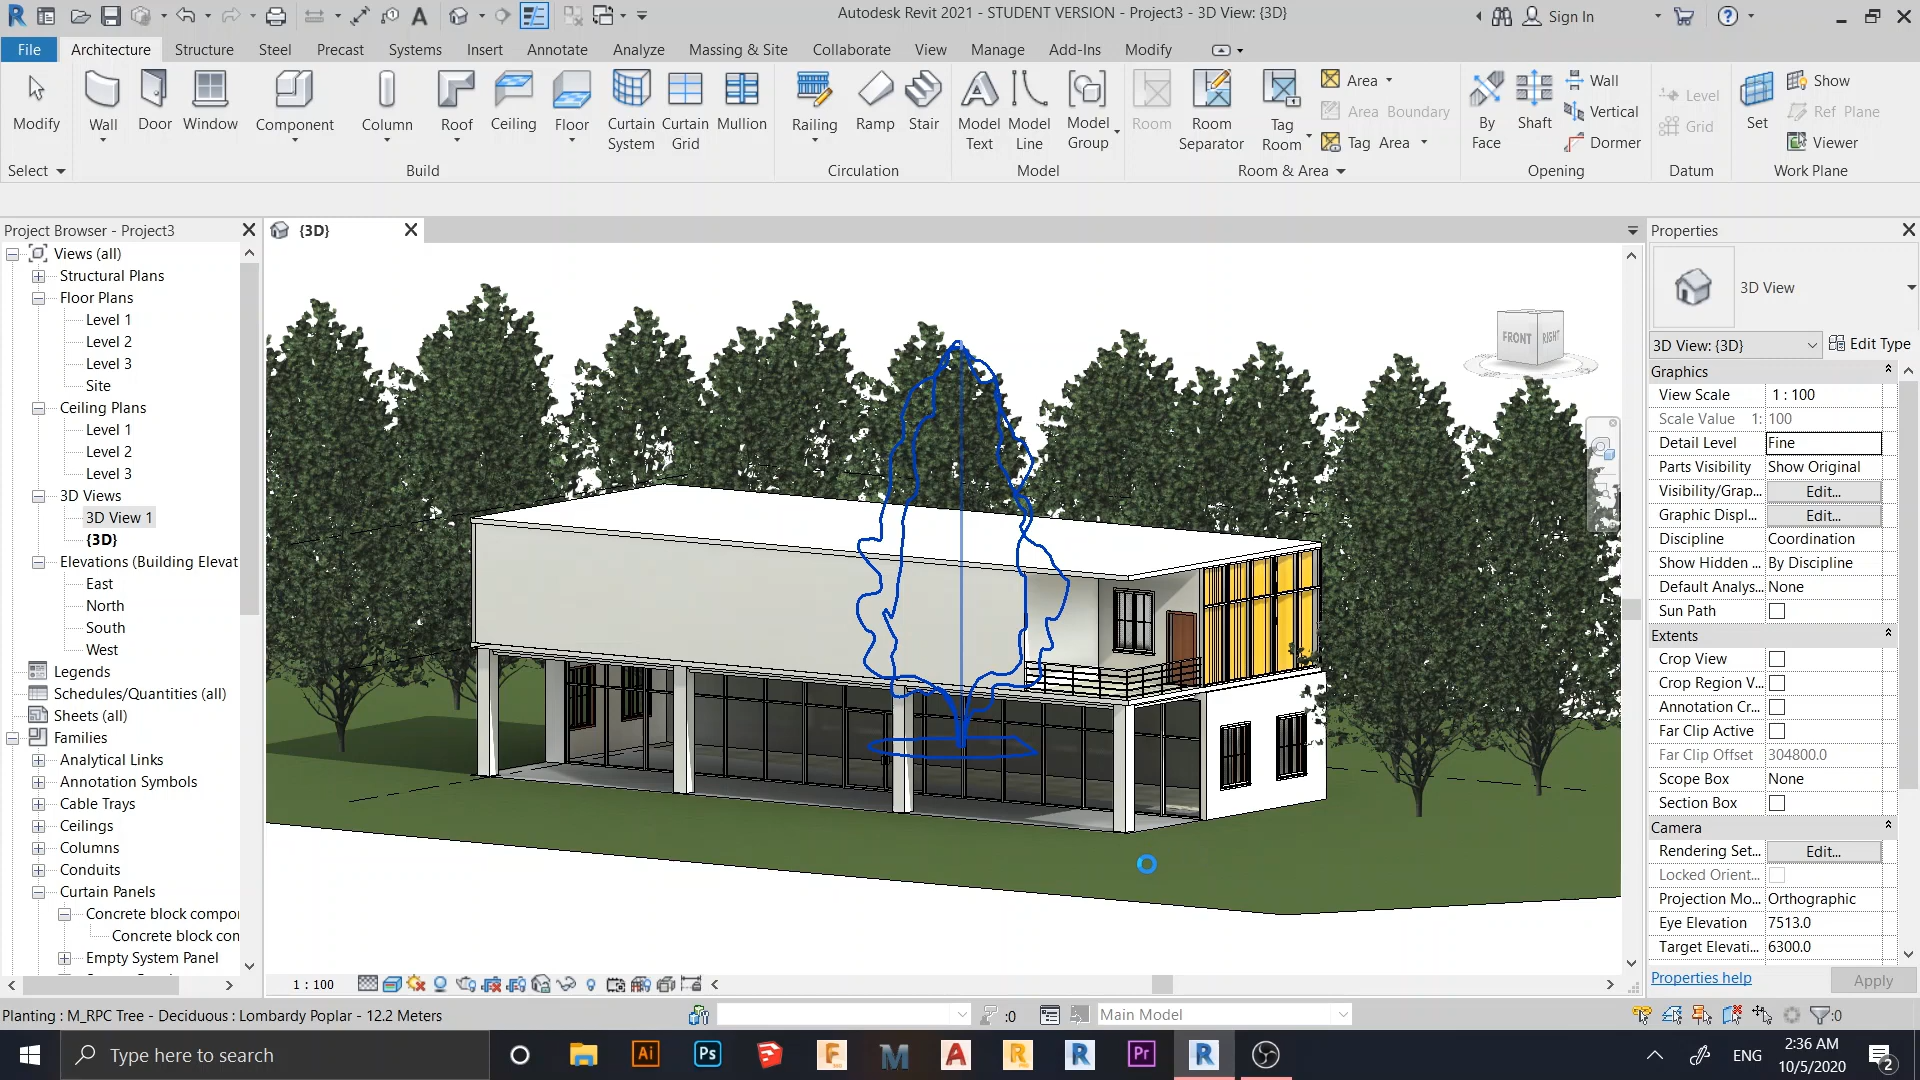 Autodesk Revit 2021 - STUDENT VERSION - Project3 - 3D View: {3D}
Sign In
File Architecture Structure Steel Precast Systems Insert Annotate Analyze Massing & Site Collaborate View Manage Add-Ins Modify
Modify
Wall
Door
Window
Component
Column
Roof
Ceiling
Floor
Curtain System
Curtain Grid
Mullion
Railing
Ramp
Stair
Model Text
Model Line
Model Group
Room
Room Separator
Tag Room
Area
Area Boundary
Tag Area
By Face
Shaft
Wall
Vertical
Dormer
Level
Grid
Set
Show
Ref Plane
Viewer
Select
Build
Circulation
Model
Room & Area
Opening
Datum
Work Plane
Project Browser - Project3
Views (all)
Structural Plans
Floor Plans
Level 1
Level 2
Level 3
Site
Ceiling Plans
Level 1
Level 2
Level 3
3D Views
3D View 1
{3D}
Elevations (Building Elevat
East
North
South
West
Legends
Schedules/Quantities (all)
Sheets (all)
Families
Analytical Links
Annotation Symbols
Cable Trays
Ceilings
Columns
Conduits
Curtain Panels
Concrete block compo
Concrete block con
Empty System Panel
{3D}
FRONT
RIGHT
1 : 100
Properties
3D View
3D View: {3D}
Edit Type
Graphics
View Scale 1 : 100
Scale Value 1: 100
Detail Level Fine
Parts Visibility Show Original
Visibility/Grap... Edit...
Graphic Displ... Edit...
Discipline Coordination
Show Hidden ... By Discipline
Default Analys... None
Sun Path
Extents
Crop View
Crop Region V...
Annotation Cr...
Far Clip Active
Far Clip Offset 304800.0
Scope Box None
Section Box
Camera
Rendering Set... Edit...
Locked Orient...
Projection Mo... Orthographic
Eye Elevation 7513.0
Target Elevati... 6300.0
Properties help
Apply
Planting : M_RPC Tree - Deciduous : Lombardy Poplar - 12.2 Meters
:0
Main Model
:0
Type here to search
Ai
Ps
F
M
A
R
R
Pr
R
ENG
2:36 AM
10/5/2020
2